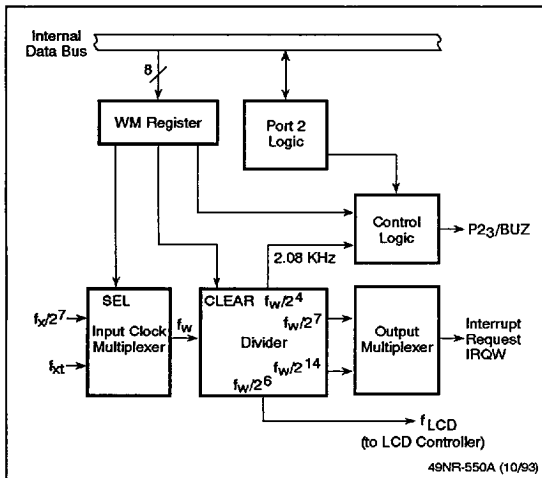 Internal
Data Bus
8
WM Register
Port 2
Logic
Control
Logic
P2₃/BUZ
2.08 KHz
SEL
fx/2⁷
fxt
Input Clock
Multiplexer
fw
CLEAR
fw/2⁴
fw/2⁷
Divider
fw/2¹⁴
fw/2⁶
Output
Multiplexer
Interrupt
Request
IRQW
fLCD
(to LCD Controller)
49NR-550A (10/93)